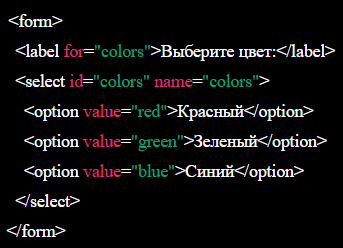 <form>
<label for="colors">Выберите цвет:</label>
<select id="colors" name="colors">
<option value="red">Красный</option>
<option value="green">Зеленый</option>
<option value="blue">Синий</option>
</select>
</form>